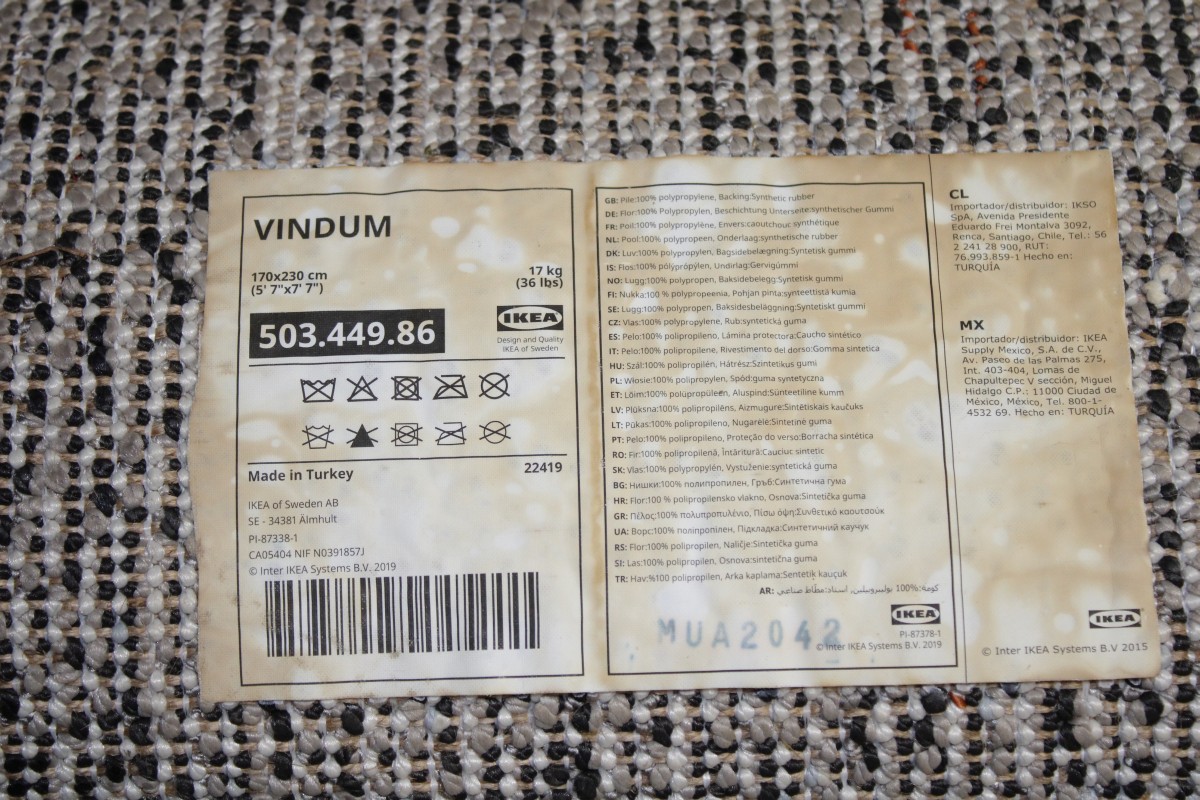 VINDUM
170x230 cm
(5' 7"x7' 7")
17 kg
(36 lbs)
503.449.86
IKEA
Design and Quality
IKEA of Sweden
Made in Turkey
22419
IKEA of Sweden AB
SE - 34381 Älmhult
PI-87338-1
CA05404 NIF N0391857J
© Inter IKEA Systems B.V. 2019
GB: Pile:100% polypropylene, Backing:Synthetic rubber
DE: Flor:100% Polypropylen, Beschichtung Unterseite:synthetischer Gummi
FR: Poil:100% polypropylène, Envers:caoutchouc synthétique
NL: Pool:100% polypropeen, Onderlaag:synthetische rubber
DK: Luv:100% polypropylen, Bagsidebelægning:Syntetisk gummi
IS: Flos:100% pólýprópýlen, Undirlag:Gervigúmmí
NO: Lugg:100% polypropylen, Baksidebelegg:Syntetisk gummi
FI: Nukka:100 % polypropeenia, Pohjan pinta:synteettistä kumia
SE: Lugg:100% polypropen, Baksidesbeläggning:Syntetiskt gummi
CZ: Vlas:100% polypropylene, Rub:syntetická guma
ES: Pelo:100% polipropileno, Lámina protectora:Caucho sintético
IT: Pelo:100% polipropilene, Rivestimento del dorso:Gomma sintetica
HU: Szál:100% polipropilén, Hátrész:Szintetikus gumi
PL: Włosie:100% polipropylen, Spód:guma syntetyczna
ET: Lõim:100% polüpropüleen, Aluspind:Sünteetiline kumm
LV: Plūksna:100% polipropilēns, Aizmugure:Sintētiskais kaučuks
LT: Pūkas:100% polipropileno, Nugarėlė:Sintetinė guma
PT: Pelo:100% polipropileno, Proteção do verso:Borracha sintética
RO: Fir:100% polipropilenă, Întăritură:Cauciuc sintetic
SK: Vlas:100% polypropylén, Vystuženie:syntetická guma
BG: Нишки:100% полипропилен, Гръб:Синтетична гума
HR: Flor:100 % polipropilensko vlakno, Osnova:Sintetička guma
GR: Πέλος:100% πολυπροπυλένιο, Πίσω όψη:Συνθετικό καουτσούκ
UA: Ворс:100% поліпропілен, Підкладка:Синтетичний каучук
RS: Flor:100% polipropilen, Naličje:Sintetička guma
SI: Las:100% polipropilen, Osnova:sintetična guma
TR: Hav:%100 polipropilen, Arka kaplama:Sentetik kauçuk
AR: كومة:100% بوليبروبيلين, اسناد:مطّاط صناعي
IKEA
PI-87378-1
© Inter IKEA Systems B.V. 2019
MUA2042
CL
Importador/distribuidor: IKSO
SpA, Avenida Presidente
Eduardo Frei Montalva 3092,
Renca, Santiago, Chile, Tel.: 56
2 241 28 900, RUT:
76.993.859-1 Hecho en:
TURQUÍA
MX
Importador/distribuidor: IKEA
Supply Mexico, S.A. de C.V.,
Av. Paseo de las Palmas 275,
Int. 403-404, Lomas de
Chapultepec V sección, Miguel
Hidalgo C.P.: 11000 Ciudad de
México, México, Tel. 800-1-
4532 69. Hecho en: TURQUÍA
IKEA
© Inter IKEA Systems B.V 2015